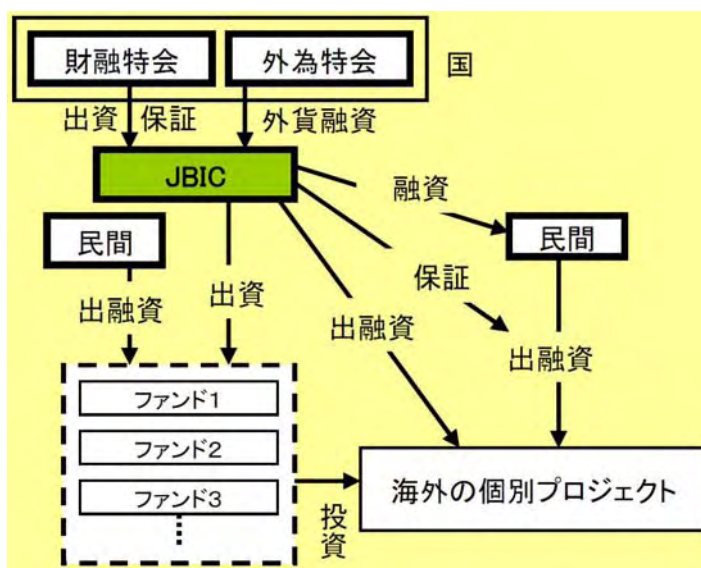 財融特会
外為特会
国
出資
保証
外貨融資
JBIC
融資
民間
民間
保証
出資
出融資
出融資
出融資
ファンド1
ファンド2
ファンド3
海外の個別プロジェクト
投資